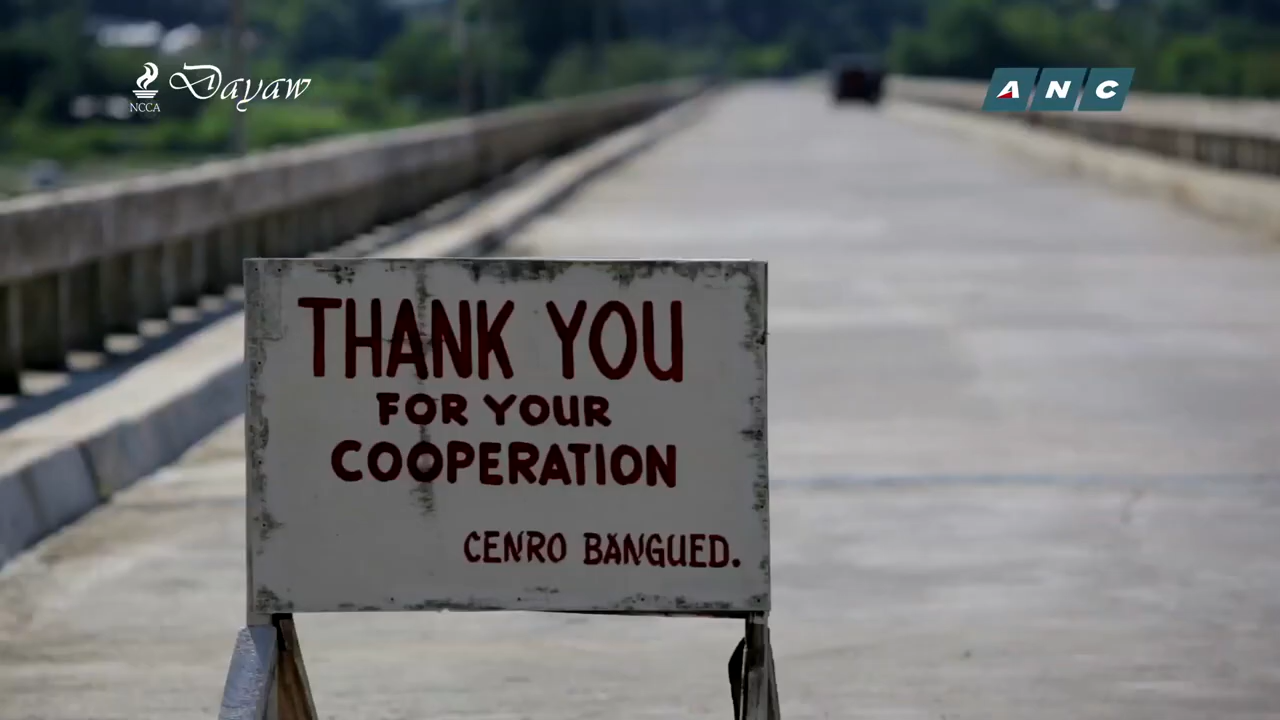 NCCA
Dayaw
ANC
THANK YOU
FOR YOUR
COOPERATION
CENRO BANGUED.